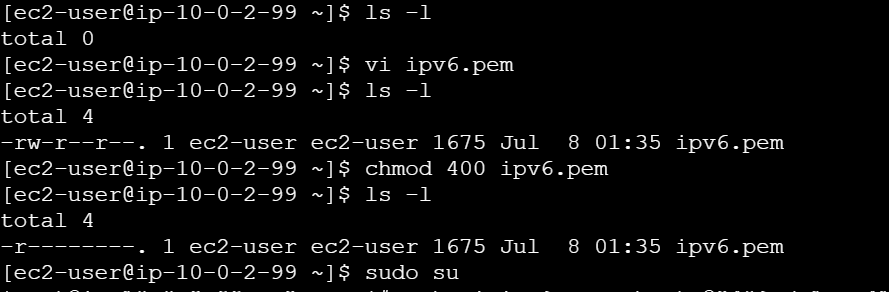 [ec2-user@ip-10-0-2-99 ~]$ ls -l
total 0
[ec2-user@ip-10-0-2-99 ~]$ vi ipv6.pem
[ec2-user@ip-10-0-2-99 ~]$ ls -l
total 4
-rw-r--r--. 1 ec2-user ec2-user 1675 Jul  8 01:35 ipv6.pem
[ec2-user@ip-10-0-2-99 ~]$ chmod 400 ipv6.pem
[ec2-user@ip-10-0-2-99 ~]$ ls -l
total 4
-r--------. 1 ec2-user ec2-user 1675 Jul  8 01:35 ipv6.pem
[ec2-user@ip-10-0-2-99 ~]$ sudo su